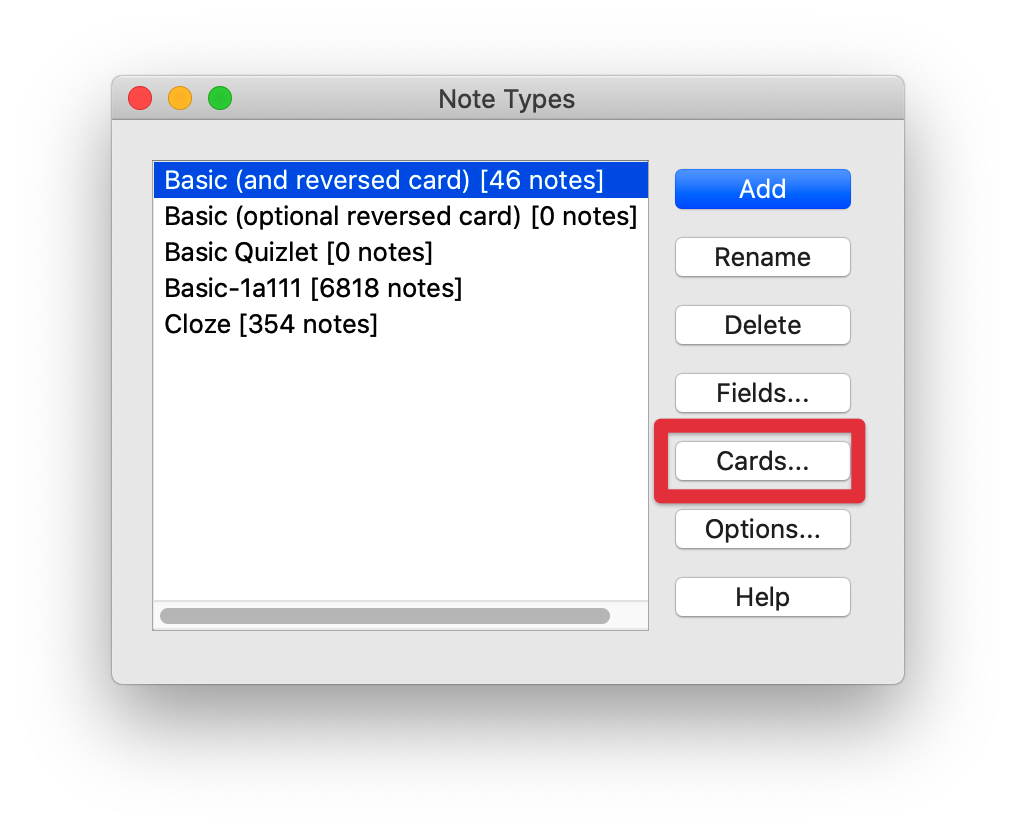 Note Types
Basic (and reversed card) [46 notes]
Basic (optional reversed card) [0 notes]
Basic Quizlet [0 notes]
Basic-1a111 [6818 notes]
Cloze [354 notes]
Add
Rename
Delete
Fields...
Cards...
Options...
Help